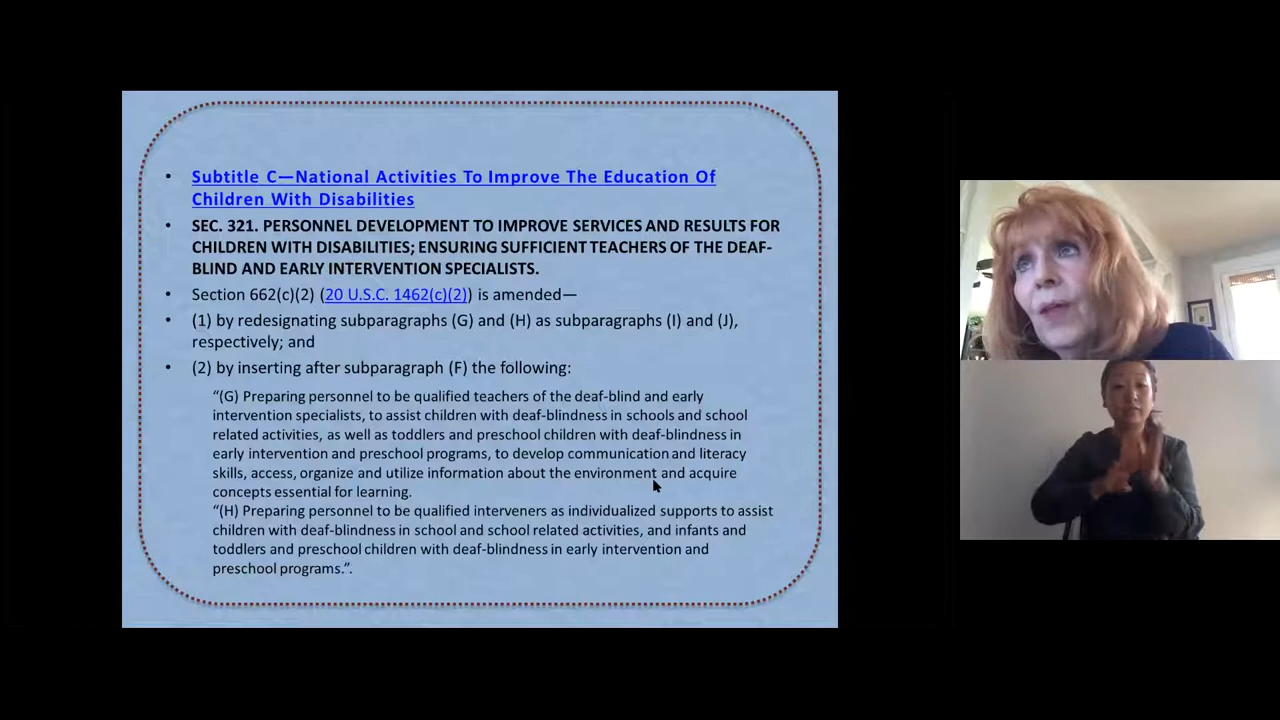 Subtitle C—National Activities To Improve The Education Of
Children With Disabilities
SEC. 321. PERSONNEL DEVELOPMENT TO IMPROVE SERVICES AND RESULTS FOR
CHILDREN WITH DISABILITIES; ENSURING SUFFICIENT TEACHERS OF THE DEAF-
BLIND AND EARLY INTERVENTION SPECIALISTS.
Section 662(c)(2) (20 U.S.C. 1462(c)(2)) is amended—
(1) by redesignating subparagraphs (G) and (H) as subparagraphs (I) and (J),
respectively; and
(2) by inserting after subparagraph (F) the following:
“(G) Preparing personnel to be qualified teachers of the deaf-blind and early
intervention specialists, to assist children with deaf-blindness in schools and school
related activities, as well as toddlers and preschool children with deaf-blindness in
early intervention and preschool programs, to develop communication and literacy
skills, access, organize and utilize information about the environment and acquire
concepts essential for learning.
“(H) Preparing personnel to be qualified interveners as individualized supports to assist
children with deaf-blindness in school and school related activities, and infants and
toddlers and preschool children with deaf-blindness in early intervention and
preschool programs.”.